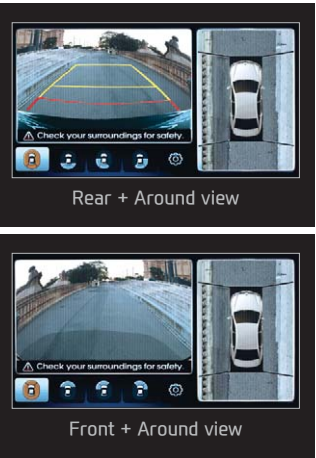 Check your surroundings for safety.
Rear + Around view
Check your surroundings for safety.
Front + Around view